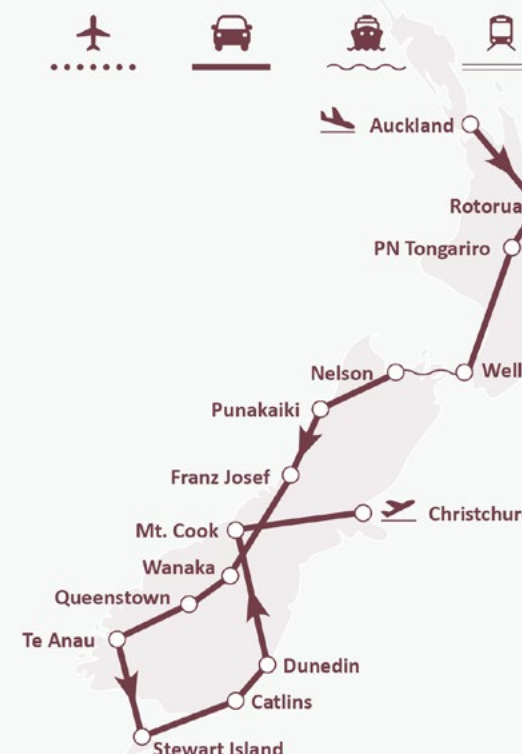 Auckland
Rotorua
PN Tongariro
Nelson
Well
Punakaiki
Franz Josef
Christchur
Mt. Cook
Wanaka
Queenstown
Te Anau
Dunedin
Catlins
Stewart Island